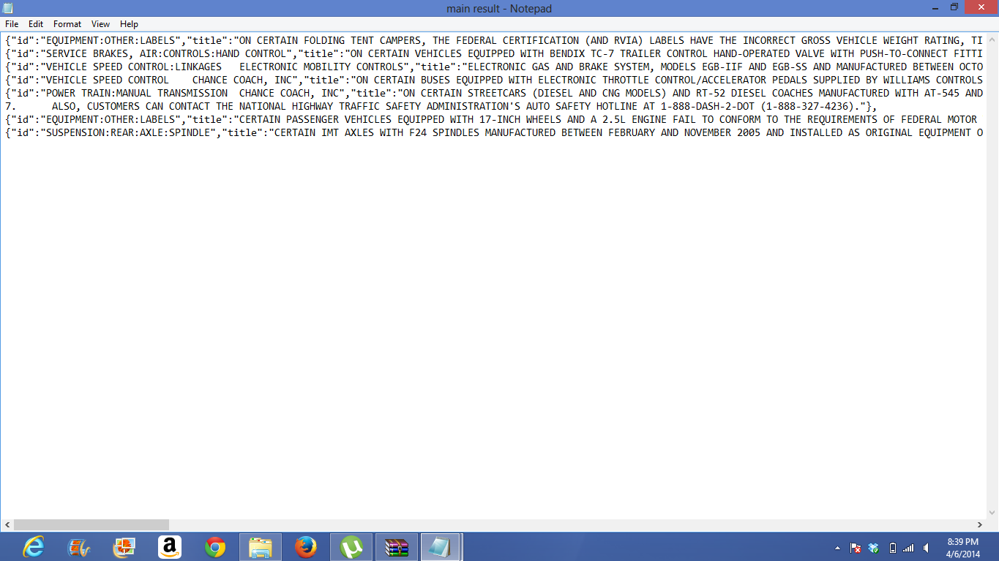 main result - Notepad
File Edit Format View Help
{"id":"EQUIPMENT:OTHER:LABELS","title":"ON CERTAIN FOLDING TENT CAMPERS, THE FEDERAL CERTIFICATION (AND RVIA) LABELS HAVE THE INCORRECT GROSS VEHICLE WEIGHT RATING, TI
{"id":"SERVICE BRAKES, AIR:CONTROLS:HAND CONTROL","title":"ON CERTAIN VEHICLES EQUIPPED WITH BENDIX TC-7 TRAILER CONTROL HAND-OPERATED VALVE WITH PUSH-TO-CONNECT FITTI
{"id":"VEHICLE SPEED CONTROL:LINKAGES   ELECTRONIC MOBILITY CONTROLS","title":"ELECTRONIC GAS AND BRAKE SYSTEM, MODELS EGB-IIF AND EGB-SS AND MANUFACTURED BETWEEN OCTO
{"id":"VEHICLE SPEED CONTROL    CHANCE COACH, INC","title":"ON CERTAIN BUSES EQUIPPED WITH ELECTRONIC THROTTLE CONTROL/ACCELERATOR PEDALS SUPPLIED BY WILLIAMS CONTROLS
{"id":"POWER TRAIN:MANUAL TRANSMISSION  CHANCE COACH, INC","title":"ON CERTAIN STREETCARS (DIESEL AND CNG MODELS) AND RT-52 DIESEL COACHES MANUFACTURED WITH AT-545 AND
7.      ALSO, CUSTOMERS CAN CONTACT THE NATIONAL HIGHWAY TRAFFIC SAFETY ADMINISTRATION'S AUTO SAFETY HOTLINE AT 1-888-DASH-2-DOT (1-888-327-4236)."},
{"id":"EQUIPMENT:OTHER:LABELS","title":"CERTAIN PASSENGER VEHICLES EQUIPPED WITH 17-INCH WHEELS AND A 2.5L ENGINE FAIL TO CONFORM TO THE REQUIREMENTS OF FEDERAL MOTOR
{"id":"SUSPENSION:REAR:AXLE:SPINDLE","title":"CERTAIN IMT AXLES WITH F24 SPINDLES MANUFACTURED BETWEEN FEBRUARY AND NOVEMBER 2005 AND INSTALLED AS ORIGINAL EQUIPMENT O
8:39 PM
4/6/2014